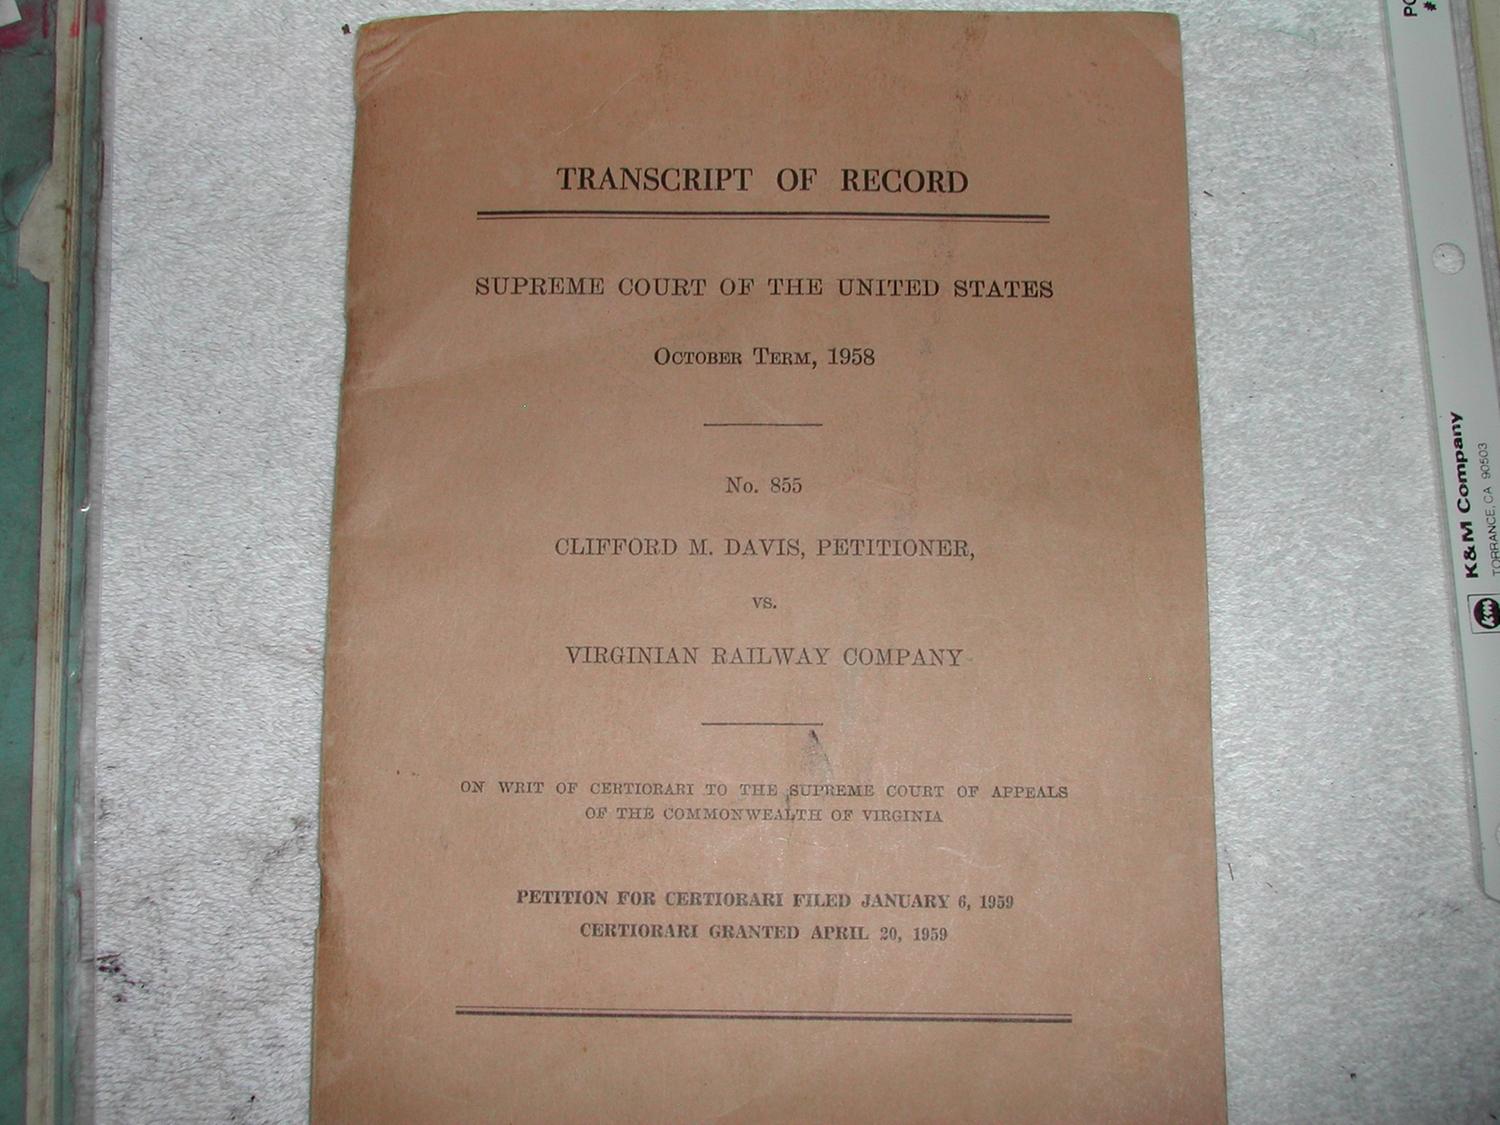 TRANSCRIPT OF RECORD
SUPREME COURT OF THE UNITED STATES
OCTOBER TERM, 1958
No. 855
CLIFFORD M. DAVIS, PETITIONER,
vs.
VIRGINIAN RAILWAY COMPANY
ON WRIT OF CERTIORARI TO THE SUPREME COURT OF APPEALS
OF THE COMMONWEALTH OF VIRGINIA
PETITION FOR CERTIORARI FILED JANUARY 6, 1959
CERTIORARI GRANTED APRIL 20, 1959
km K&M Company
TORRANCE, CA 90503